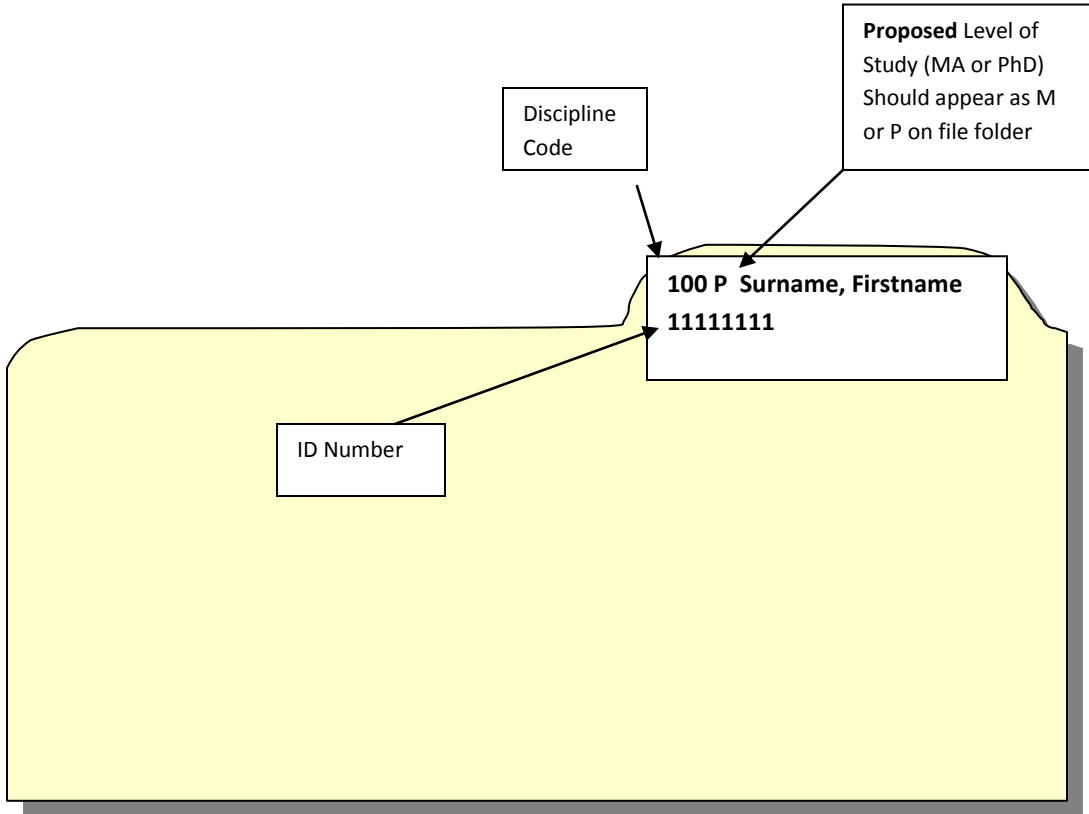 Proposed Level of
Study (MA or PhD)
Should appear as M
or P on file folder
Discipline
Code
100 P  Surname, Firstname
11111111
ID Number